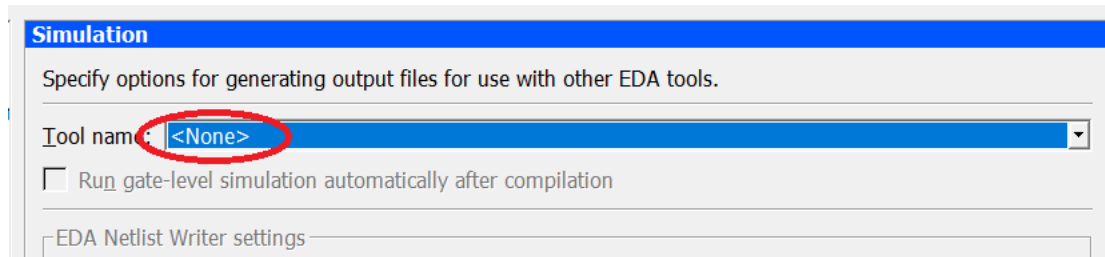 Simulation
Specify options for generating output files for use with other EDA tools.
Tool name: <None>
Run gate-level simulation automatically after compilation
EDA Netlist Writer settings